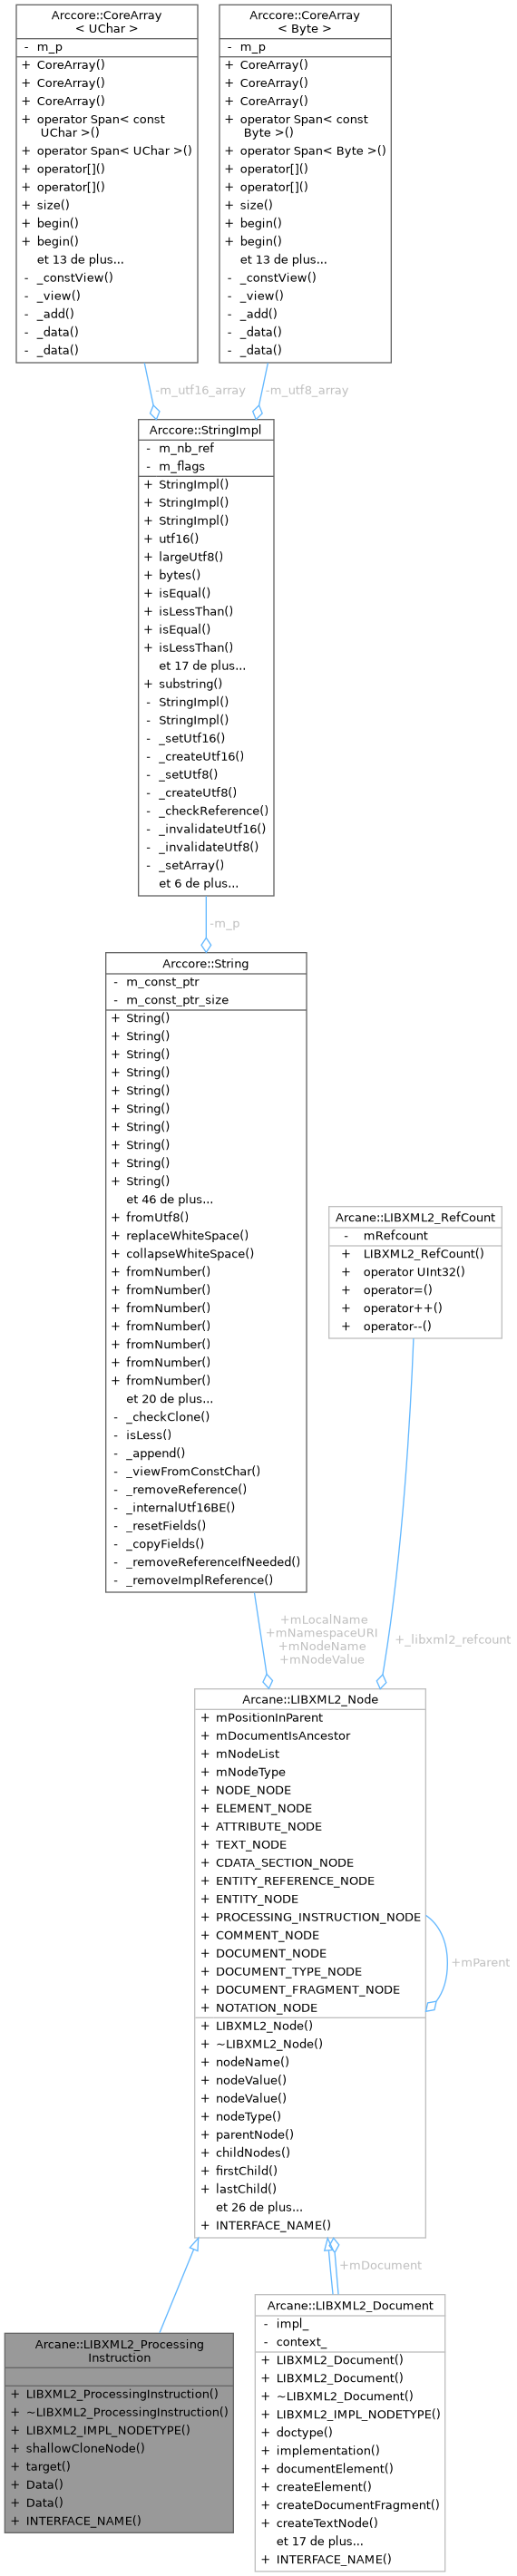 Arccore::CoreArray
< UChar >
- m_p
+ CoreArray()
+ CoreArray()
+ CoreArray()
+ operator Span< const
UChar >()
+ operator Span< UChar >()
+ operator[]()
+ operator[]()
+ size()
+ begin()
+ begin()
et 13 de plus...
- _constView()
- _view()
- _add()
- _data()
- _data()
Arccore::CoreArray
< Byte >
- m_p
+ CoreArray()
+ CoreArray()
+ CoreArray()
+ operator Span< const
Byte >()
+ operator Span< Byte >()
+ operator[]()
+ operator[]()
+ size()
+ begin()
+ begin()
et 13 de plus...
- _constView()
- _view()
- _add()
- _data()
- _data()
-m_utf16_array
-m_utf8_array
Arccore::StringImpl
- m_nb_ref
- m_flags
+ StringImpl()
+ StringImpl()
+ StringImpl()
+ utf16()
+ largeUtf8()
+ bytes()
+ isEqual()
+ isLessThan()
+ isEqual()
+ isLessThan()
et 17 de plus...
+ substring()
- StringImpl()
- StringImpl()
- _setUtf16()
- _createUtf16()
- _setUtf8()
- _createUtf8()
- _checkReference()
- _invalidateUtf16()
- _invalidateUtf8()
- _setArray()
et 6 de plus...
-m_p
Arccore::String
- m_const_ptr
- m_const_ptr_size
+ String()
+ String()
+ String()
+ String()
+ String()
+ String()
+ String()
+ String()
+ String()
+ String()
et 46 de plus...
+ fromUtf8()
+ replaceWhiteSpace()
+ collapseWhiteSpace()
+ fromNumber()
+ fromNumber()
+ fromNumber()
+ fromNumber()
+ fromNumber()
+ fromNumber()
+ fromNumber()
et 20 de plus...
- _checkClone()
- isLess()
- _append()
- _viewFromConstChar()
- _removeReference()
- _internalUtf16BE()
- _resetFields()
- _copyFields()
- _removeReferenceIfNeeded()
- _removeImplReference()
Arcane::LIBXML2_RefCount
- mRefcount
+ LIBXML2_RefCount()
+ operator UInt32()
+ operator=()
+ operator++()
+ operator--()
+mLocalName
+mNamespaceURI
+mNodeName
+mNodeValue
+_libxml2_refcount
Arcane::LIBXML2_Node
+ mPositionInParent
+ mDocumentIsAncestor
+ mNodeList
+ mNodeType
+ NODE_NODE
+ ELEMENT_NODE
+ ATTRIBUTE_NODE
+ TEXT_NODE
+ CDATA_SECTION_NODE
+ ENTITY_REFERENCE_NODE
+ ENTITY_NODE
+ PROCESSING_INSTRUCTION_NODE
+ COMMENT_NODE
+ DOCUMENT_NODE
+ DOCUMENT_TYPE_NODE
+ DOCUMENT_FRAGMENT_NODE
+ NOTATION_NODE
+ LIBXML2_Node()
+ ~LIBXML2_Node()
+ nodeName()
+ nodeValue()
+ nodeValue()
+ nodeType()
+ parentNode()
+ childNodes()
+ firstChild()
+ lastChild()
et 26 de plus...
+ INTERFACE_NAME()
+mParent
+mDocument
Arcane::LIBXML2_Processing
Instruction
+ LIBXML2_ProcessingInstruction()
+ ~LIBXML2_ProcessingInstruction()
+ LIBXML2_IMPL_NODETYPE()
+ shallowCloneNode()
+ target()
+ Data()
+ Data()
+ INTERFACE_NAME()
Arcane::LIBXML2_Document
- impl_
- context_
+ LIBXML2_Document()
+ LIBXML2_Document()
+ ~LIBXML2_Document()
+ LIBXML2_IMPL_NODETYPE()
+ doctype()
+ implementation()
+ documentElement()
+ createElement()
+ createDocumentFragment()
+ createTextNode()
et 17 de plus...
+ INTERFACE_NAME()